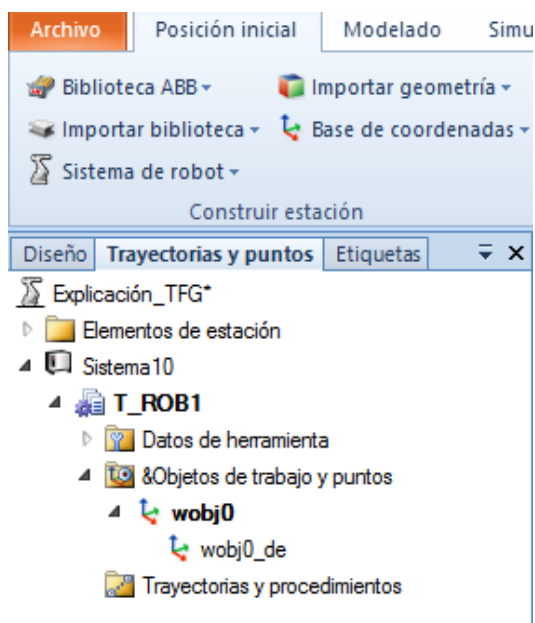 Archivo Posición inicial Modelado Simu
Biblioteca ABB Importar geometría
Importar biblioteca Base de coordenadas
Sistema de robot
Construir estación
Diseño Trayectorias y puntos Etiquetas
Explicación_TFG*
Elementos de estación
Sistema10
T_ROB1
Datos de herramienta
&Objetos de trabajo y puntos
wobj0
wobj0_de
Trayectorias y procedimientos